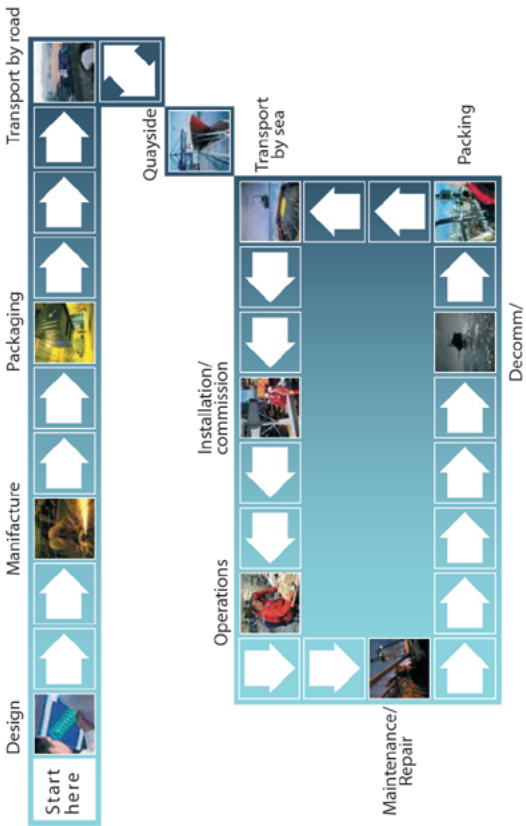 Start
here
Design
Manifacture
Packaging
Transport by road
Quayside
Transport
by sea
Installation/
commission
Operations
Maintenance/
Repair
Decomm/
Packing